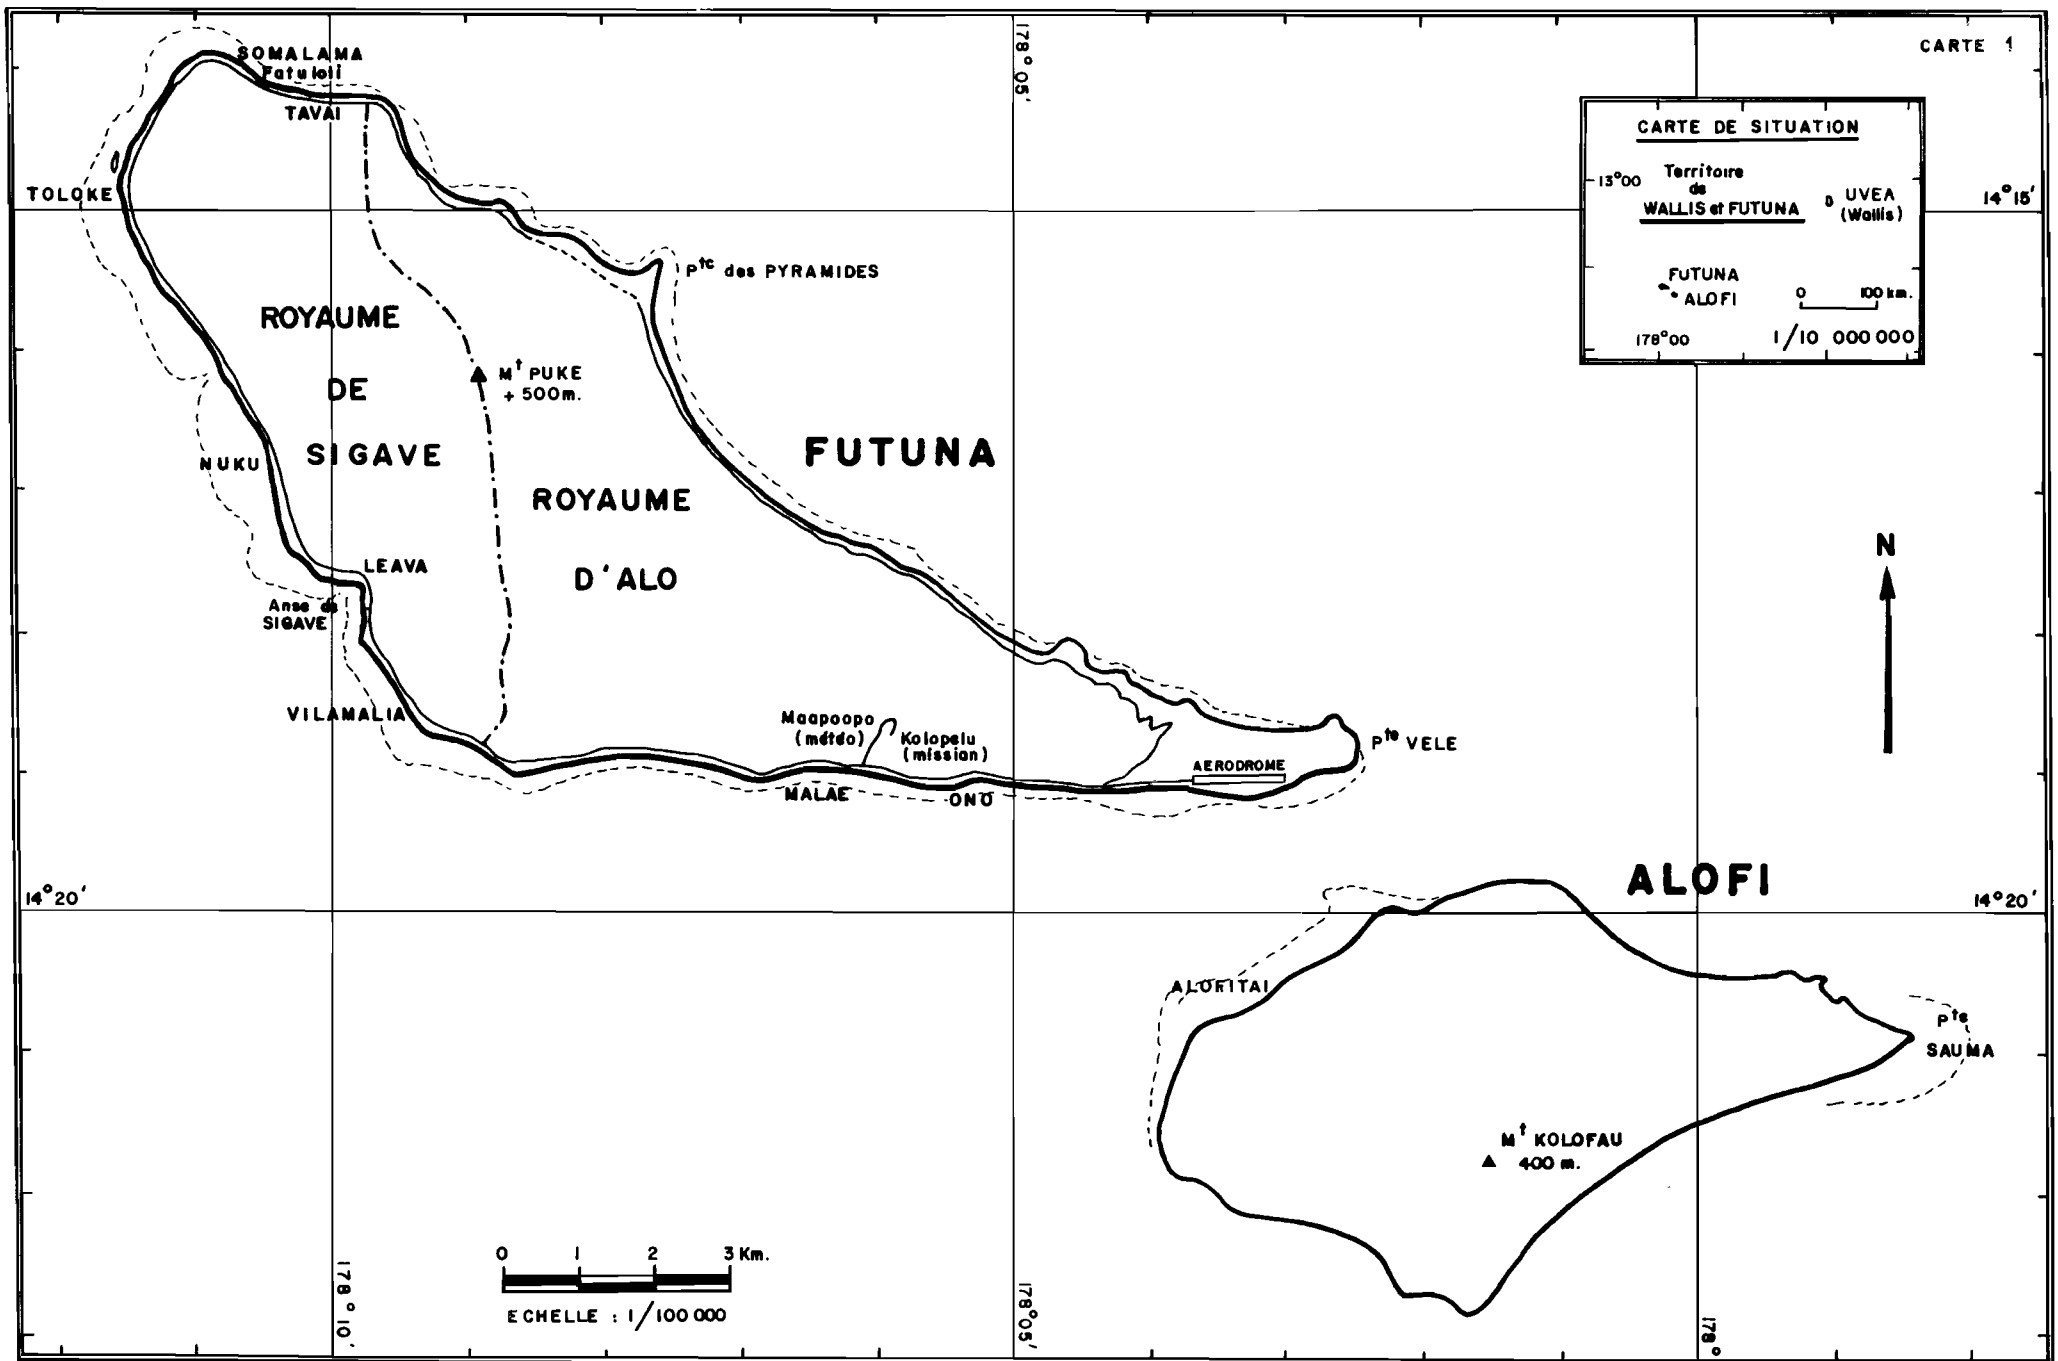 CARTE 1
178°05'
SOMALAMA
Fatuloli
TAVAI
CARTE DE SITUATION
13°00
Territoire
de
WALLIS et FUTUNA
UVEA
(Wallis)
FUTUNA
ALOFI
0 100 km.
178°00
1/10 000 000
14°15'
TOLOKE
Pte des PYRAMIDES
ROYAUME
DE
SIGAVE
Mt PUKE
+ 500m.
FUTUNA
NUKU
ROYAUME
D'ALO
N
LEAVA
Anse de
SIGAVE
VILAMALIA
Maapoopo
(météo)
Kolopelu
(mission)
MALAE
ONO
AERODROME
Pte VELE
ALOFI
14°20'
14°20'
ALOFITAI
Pte
SAUMA
Mt KOLOFAU
400 m.
0 1 2 3 Km.
ECHELLE : 1/100 000
178°10'
178°05'
178°